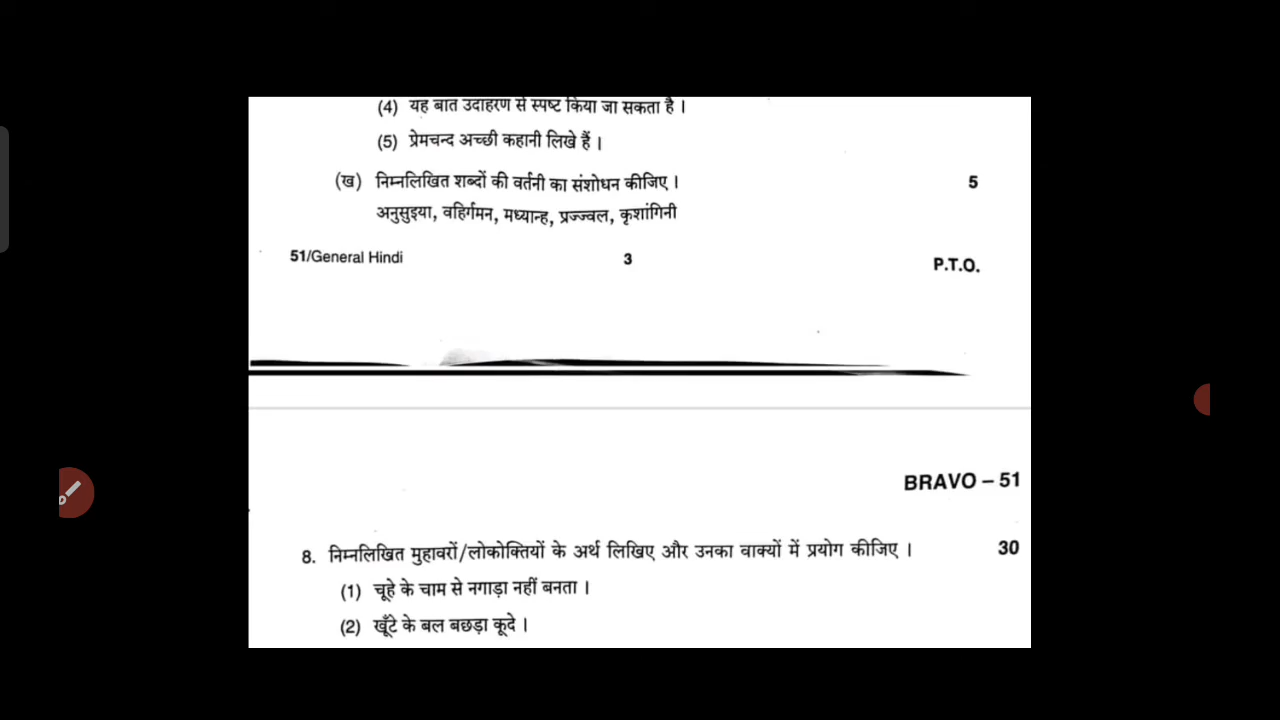 (4) यह बात उदाहरण से स्पष्ट किया जा सकता है ।
(5) प्रेमचन्द अच्छी कहानी लिखे हैं ।
(ख) निम्नलिखित शब्दों की वर्तनी का संशोधन कीजिए । 5
अनुसुइया, वहिर्गमन, मध्यान्ह, प्रज्ज्वल, कृशांगिनी
51/General Hindi 3 P.T.O.
BRAVO – 51
8. निम्नलिखित मुहावरों/लोकोक्तियों के अर्थ लिखिए और उनका वाक्यों में प्रयोग कीजिए । 30
(1) चूहे के चाम से नगाड़ा नहीं बनता ।
(2) खूँटे के बल बछड़ा कूदे ।